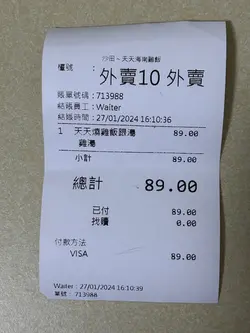 沙田 - 天天海南雞飯
檯號：
外賣10 外賣
賬單號碼：713988
結賬員工：Waiter
結賬時間：27/01/2024 16:10:36
1 天天燒雞飯跟湯 89.00
雞湯
小計 89.00
總計 89.00
已付 89.00
找續 0.00
付款方法
VISA 89.00
Waiter: 27/01/2024 16:10:39
單號：713988